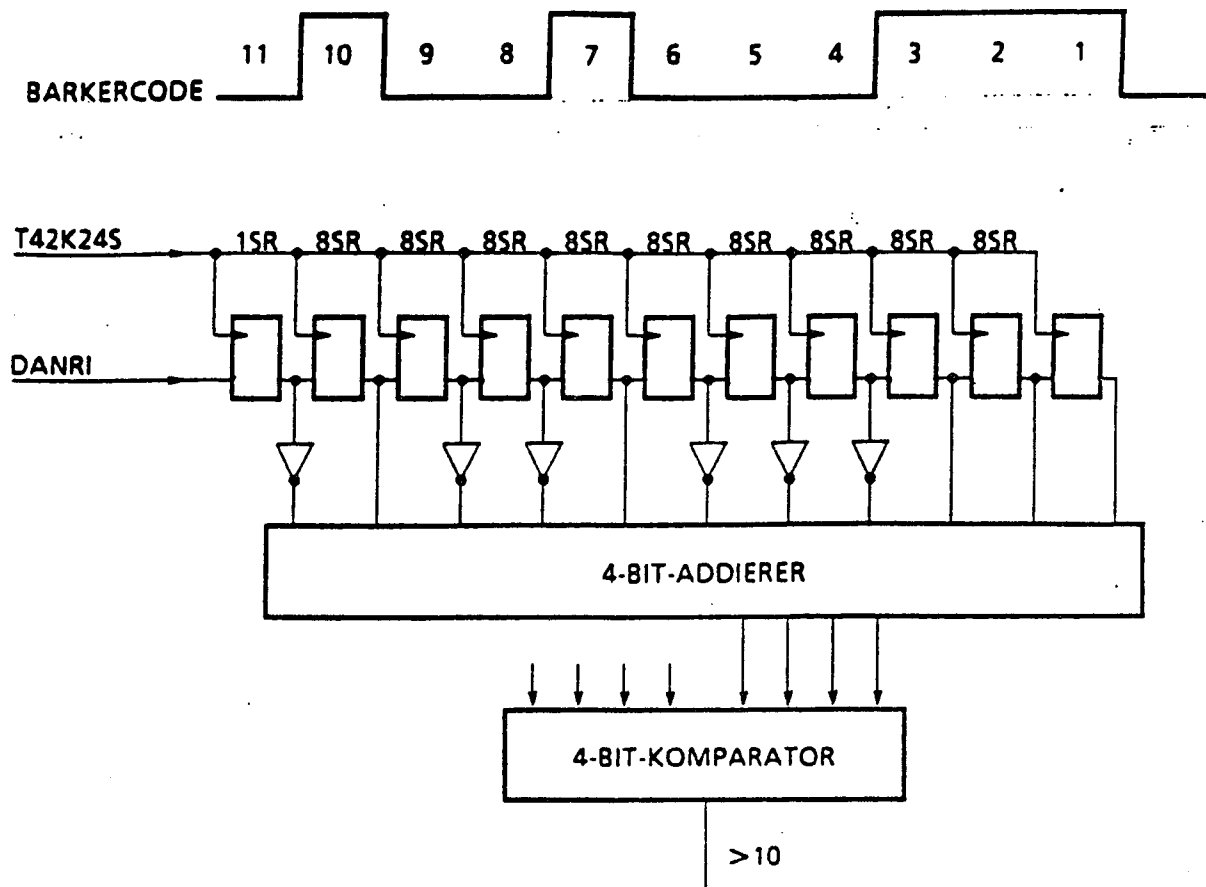 11 10 9 8 7 6 5 4 3 2 1
BARKERCODE
T42K24S 1SR 8SR 8SR 8SR 8SR 8SR 8SR 8SR 8SR 8SR
DANRI
4-BIT-ADDIERER
4-BIT-KOMPARATOR
>10